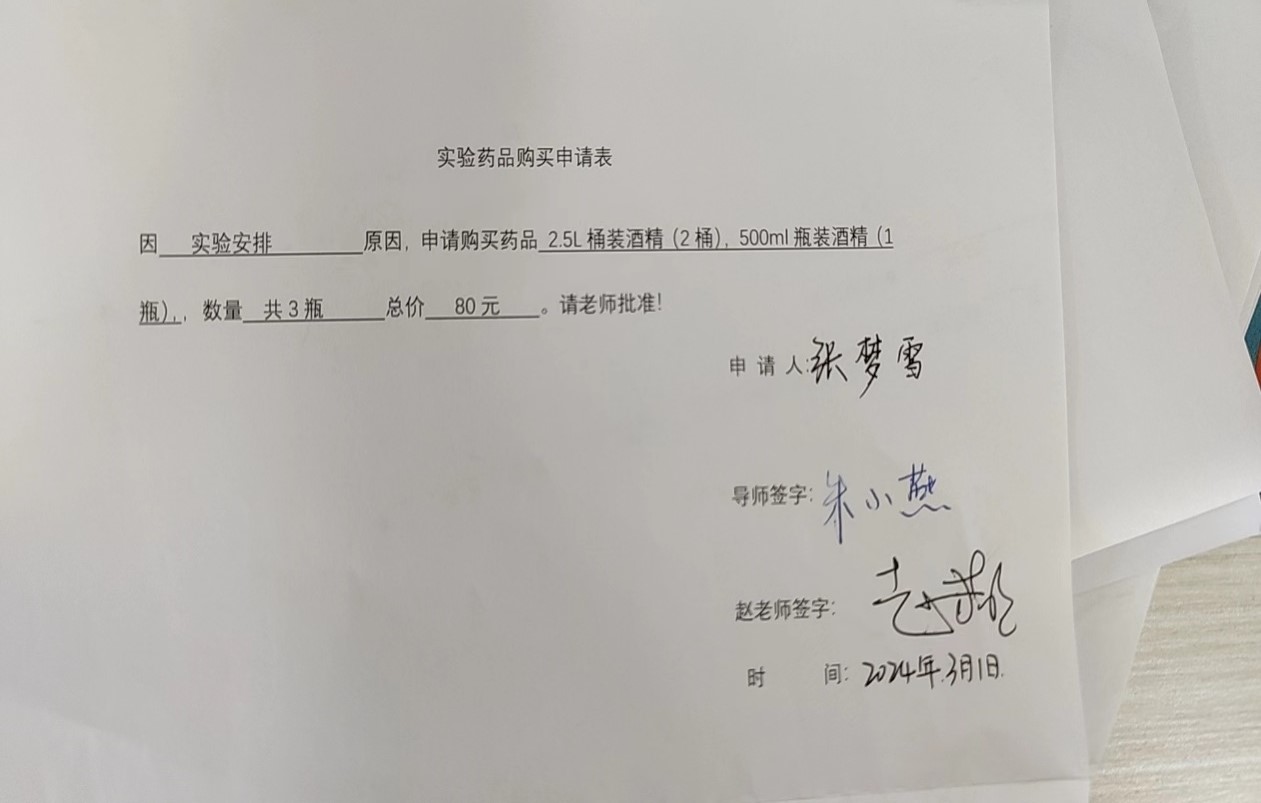 实验药品购买申请表
因 实验安排 原因，申请购买药品 2.5L 桶装酒精（2 桶），500ml 瓶装酒精（1
瓶），，数量 共 3 瓶 总价 80 元 。请老师批准！
申 请 人:张梦雪
导师签字：朱小燕
赵老师签字：赵
时 间：2024年.3月1日.